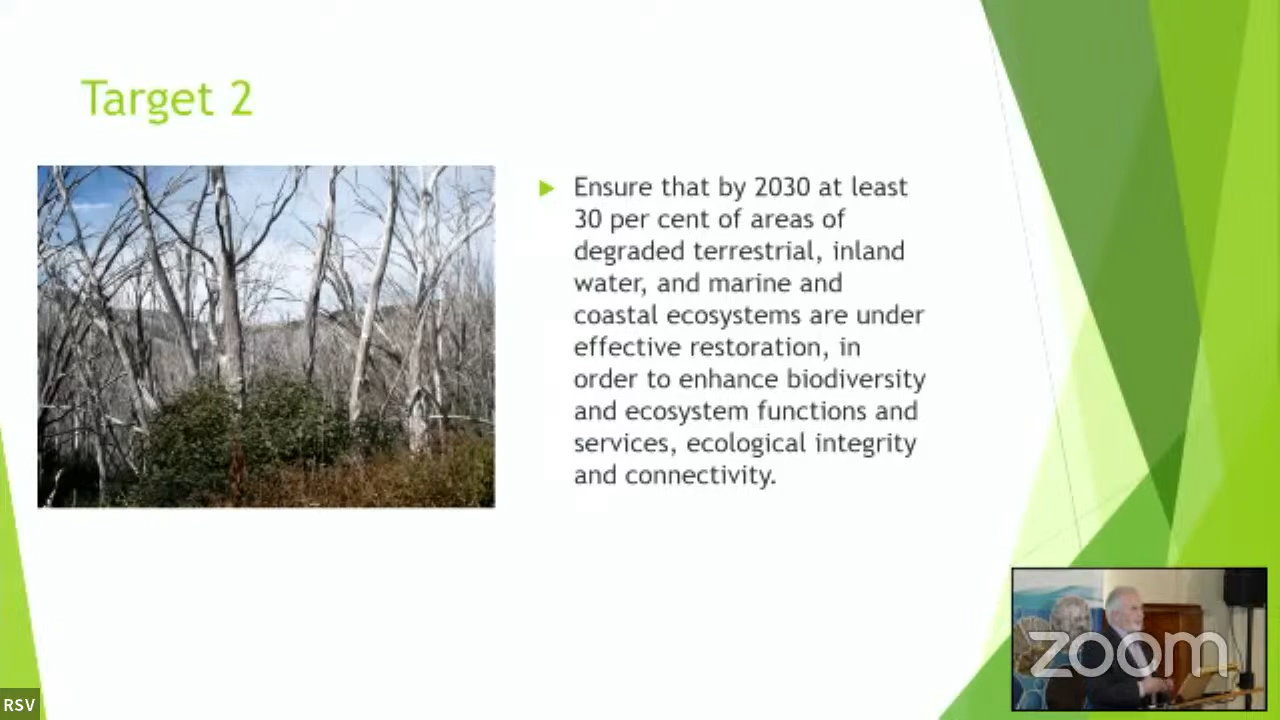 Target 2
Ensure that by 2030 at least
30 per cent of areas of
degraded terrestrial, inland
water, and marine and
coastal ecosystems are under
effective restoration, in
order to enhance biodiversity
and ecosystem functions and
services, ecological integrity
and connectivity.
zoom
RSV